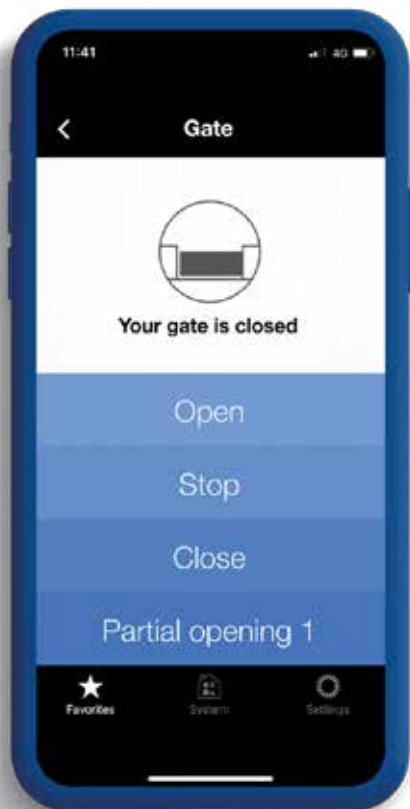 11:41
4G
Gate
Your gate is closed
Open
Stop
Close
Partial opening 1
Favorites System Settings